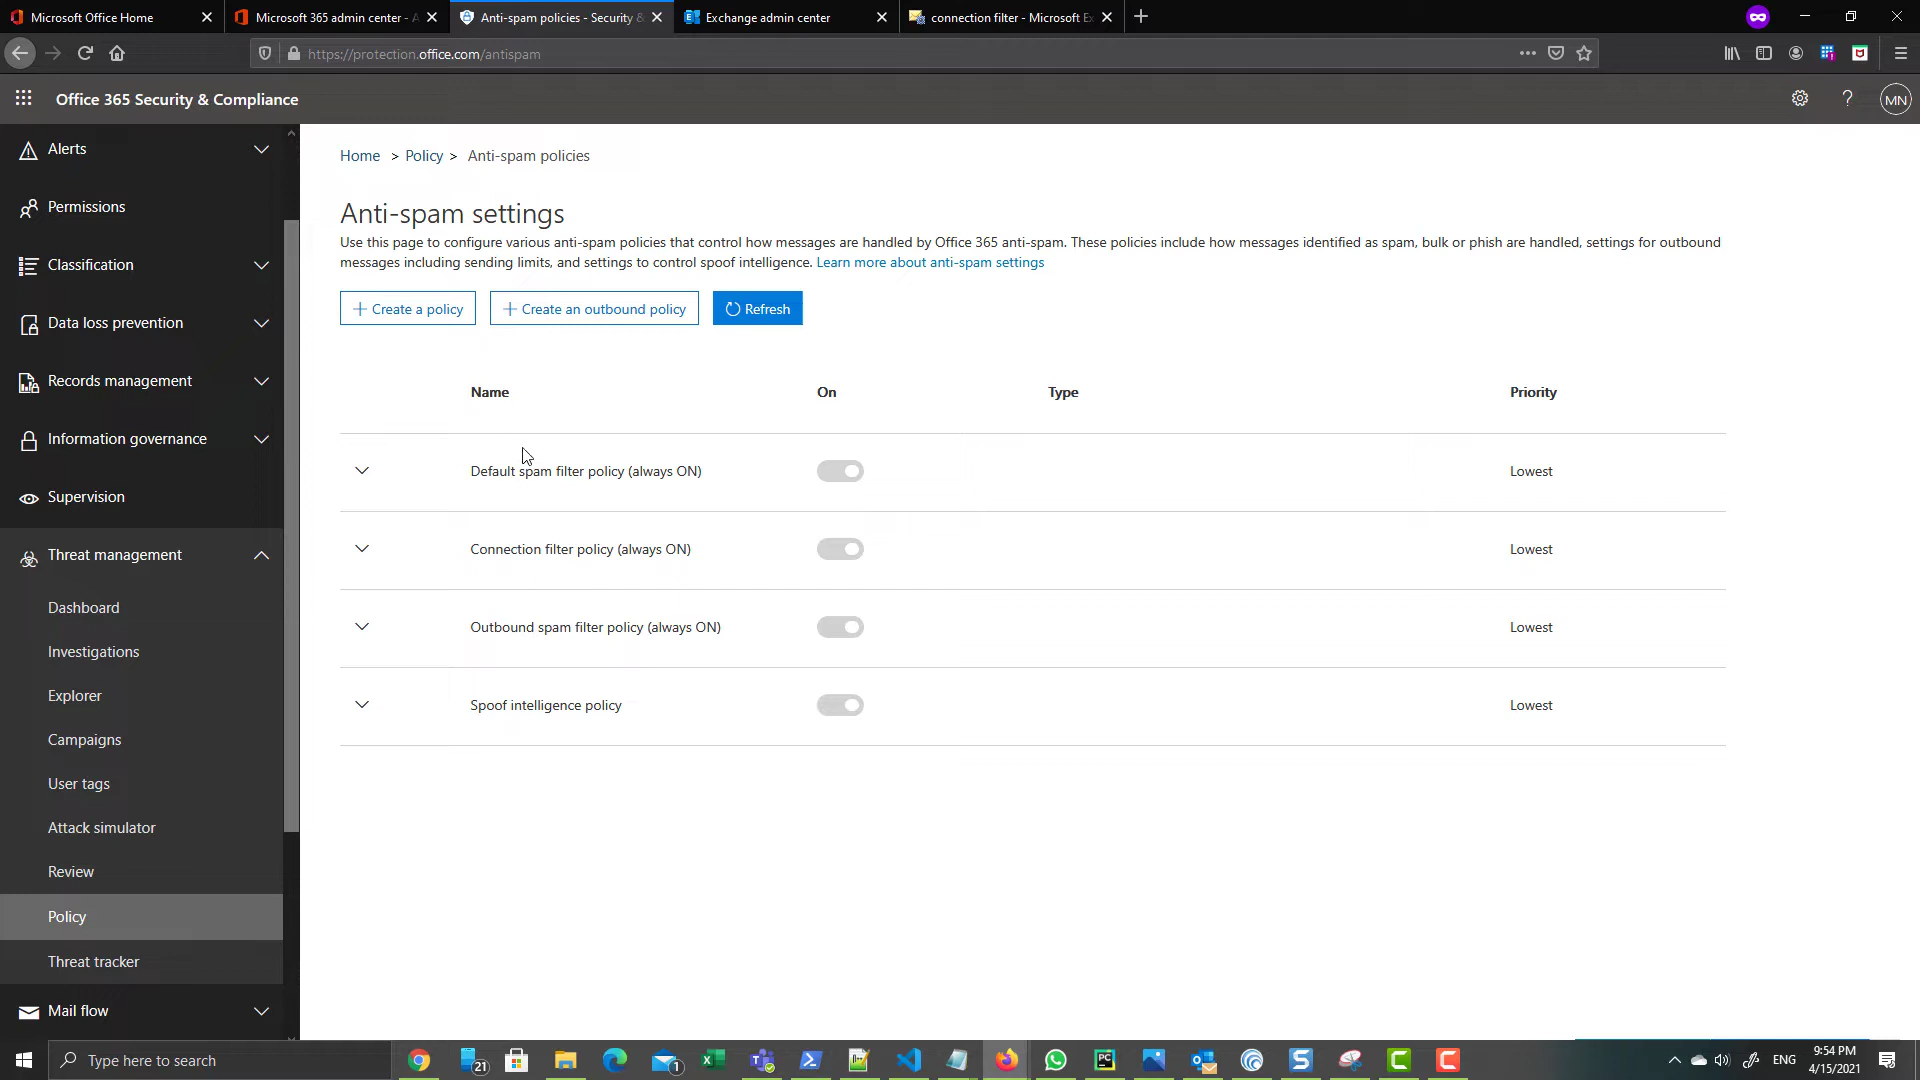 Microsoft Office Home
Microsoft 365 admin center - A
Anti-spam policies - Security &
Exchange admin center
connection filter - Microsoft Ex
https://protection.office.com/antispam
Office 365 Security & Compliance
MN
Alerts
Permissions
Classification
Data loss prevention
Records management
Information governance
Supervision
Threat management
Dashboard
Investigations
Explorer
Campaigns
User tags
Attack simulator
Review
Policy
Threat tracker
Mail flow
Home > Policy > Anti-spam policies
Anti-spam settings
Use this page to configure various anti-spam policies that control how messages are handled by Office 365 anti-spam. These policies include how messages identified as spam, bulk or phish are handled, settings for outbound
messages including sending limits, and settings to control spoof intelligence. Learn more about anti-spam settings
Create a policy
Create an outbound policy
Refresh
Name On Type Priority
Default spam filter policy (always ON) Lowest
Connection filter policy (always ON) Lowest
Outbound spam filter policy (always ON) Lowest
Spoof intelligence policy Lowest
Type here to search
21
1
ENG
9:54 PM
4/15/2021